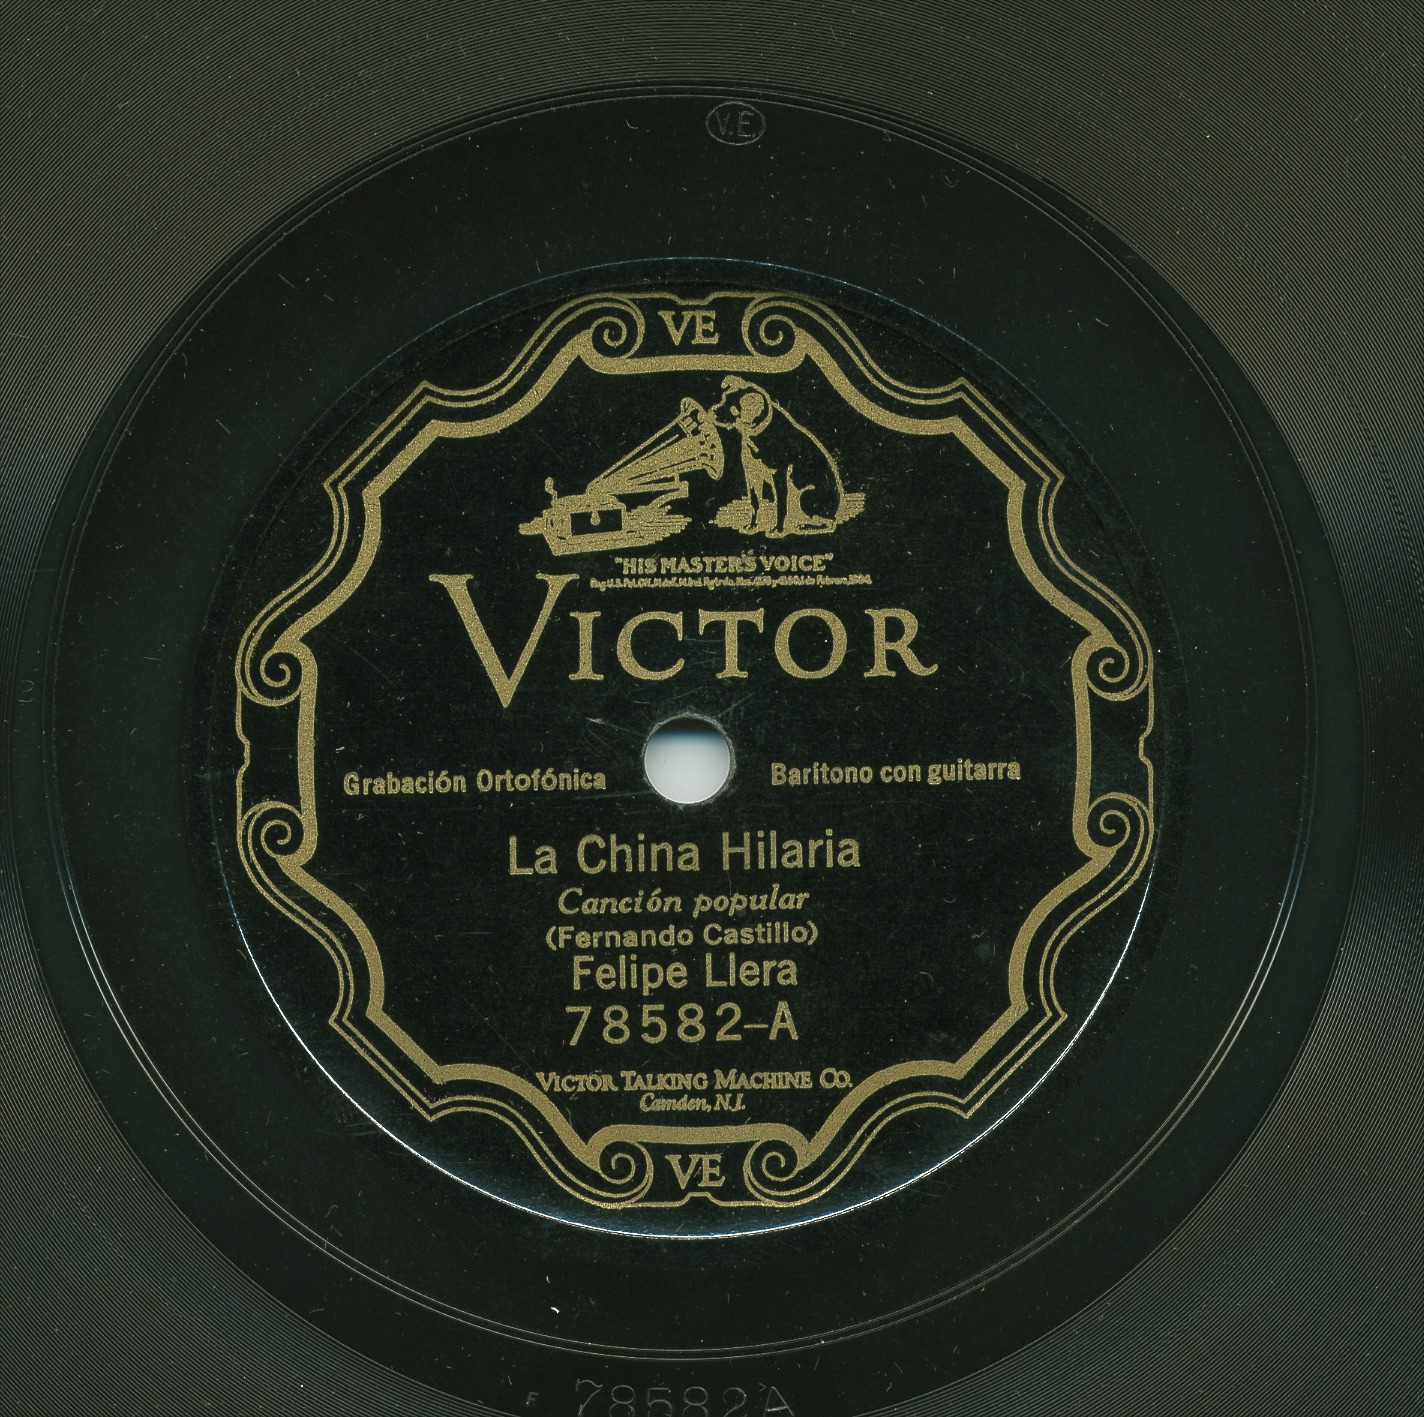 V.E.
VE
"HIS MASTER'S VOICE"
VICTOR
Grabación Ortofónica
Barítono con guitarra
La China Hilaria
Canción popular
(Fernando Castillo)
Felipe Llera
78582-A
VICTOR TALKING MACHINE CO.
Camden, N.J.
VE
F 78582A